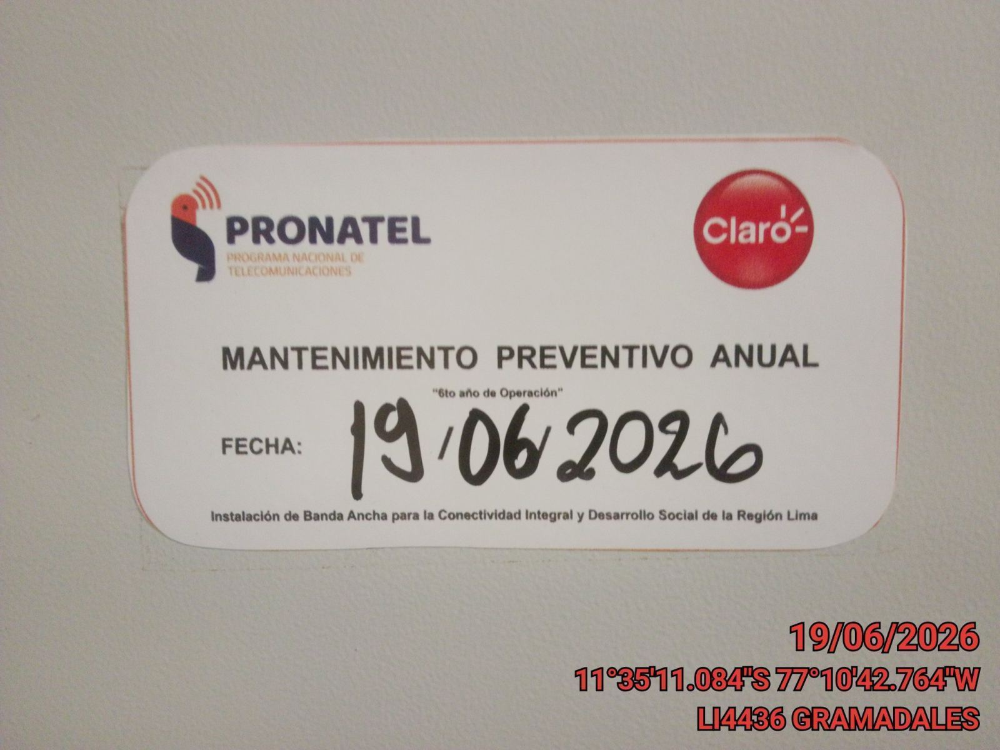 PRONATEL
PROGRAMA NACIONAL DE
TELECOMUNICACIONES
Claro
MANTENIMIENTO PREVENTIVO ANUAL
"6to año de Operación"
FECHA: 19/06/2026
Instalación de Banda Ancha para la Conectividad Integral y Desarrollo Social de la Región Lima
19/06/2026
11°35'11.084"S 77°10'42.764"W
LI4436 GRAMADALES